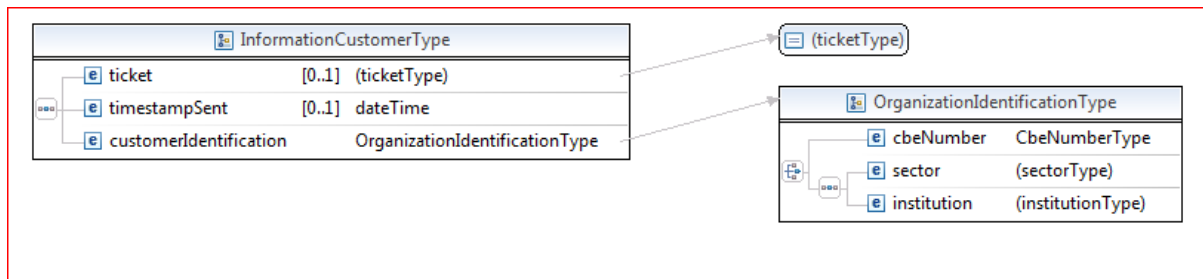 InformationCustomerType
e ticket [0..1] (ticketType)
e timestampSent [0..1] dateTime
e customerIdentification OrganizationIdentificationType
(ticketType)
OrganizationIdentificationType
e cbeNumber CbeNumberType
e sector (sectorType)
e institution (institutionType)